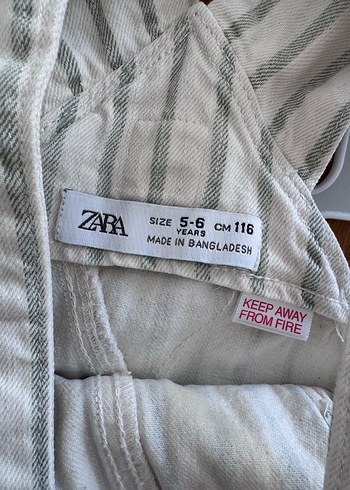 ZARA SIZE 5-6 CM 116
YEARS
MADE IN BANGLADESH
KEEP AWAY
FROM FIRE